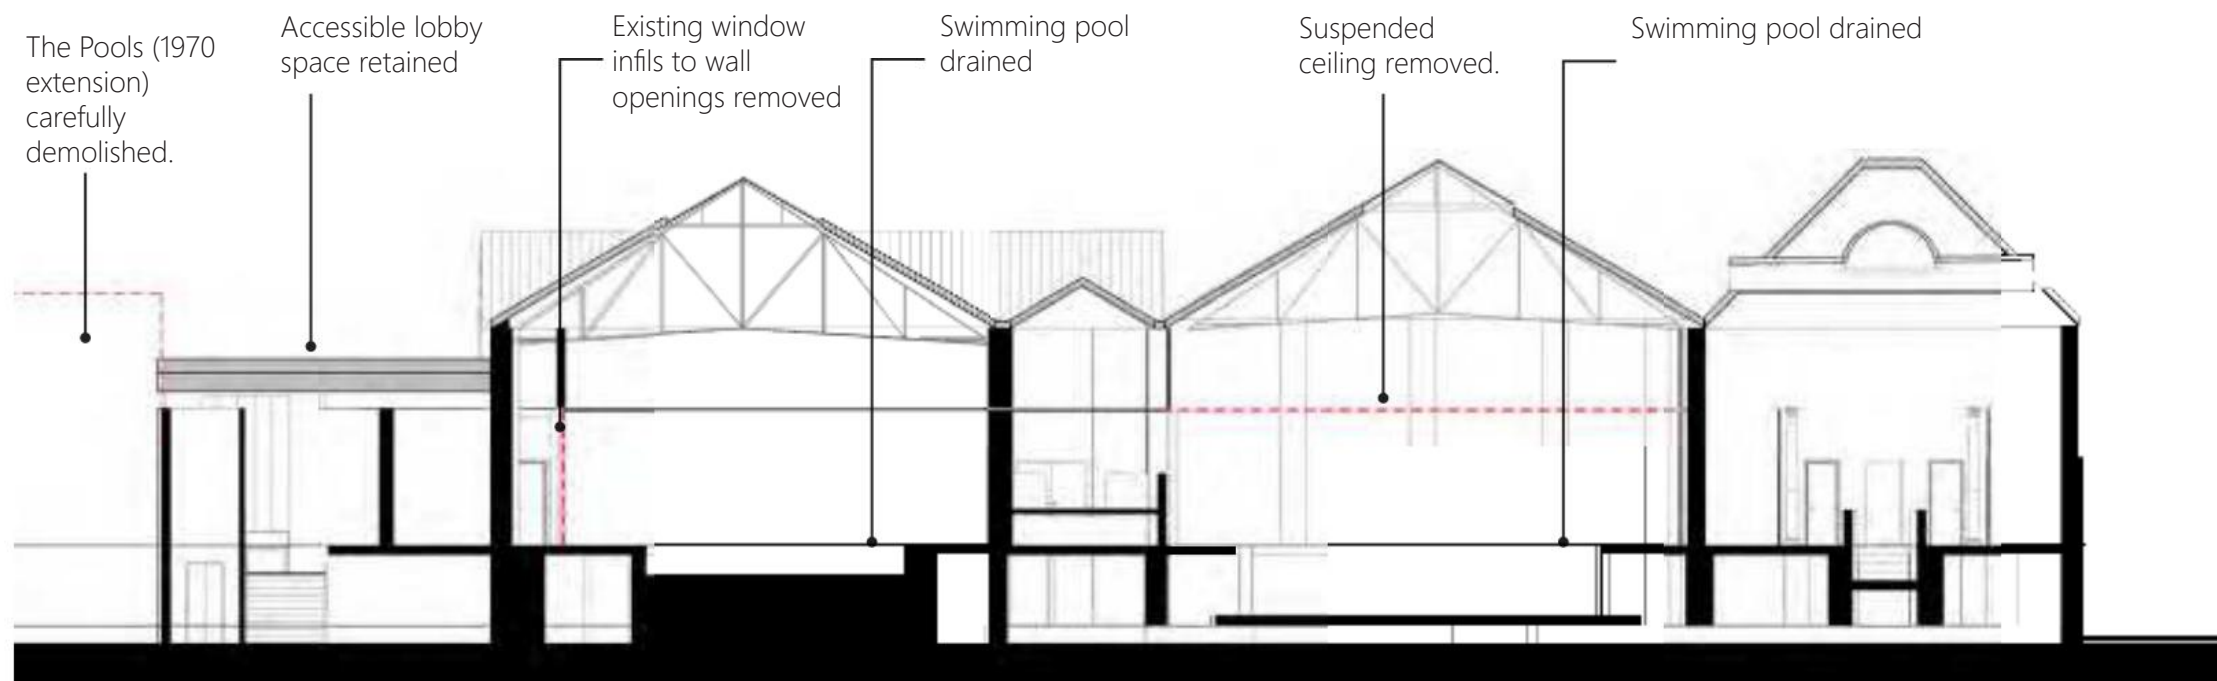 The Pools (1970
extension)
carefully
demolished.
Accessible lobby
space retained
Existing window
infils to wall
openings removed
Swimming pool
drained
Suspended
ceiling removed.
Swimming pool drained